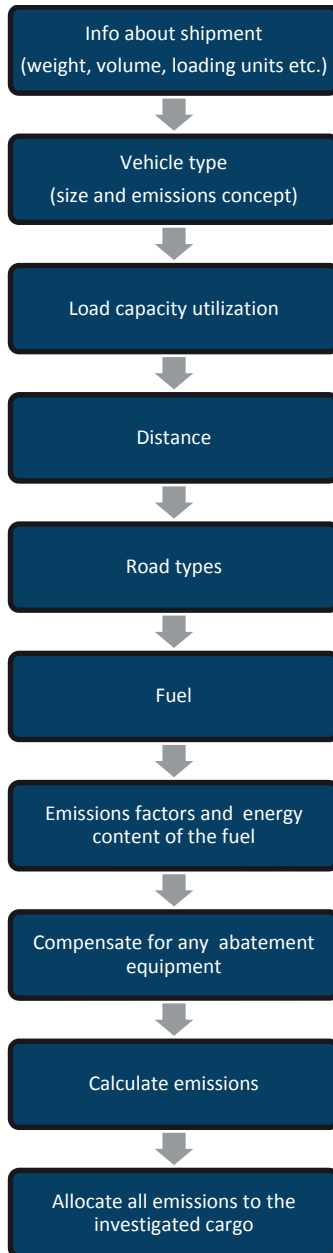 Info about shipment
(weight, volume, loading units etc.)
Vehicle type
(size and emissions concept)
Load capacity utilization
Distance
Road types
Fuel
Emissions factors and energy
content of the fuel
Compensate for any abatement
equipment
Calculate emissions
Allocate all emissions to the
investigated cargo